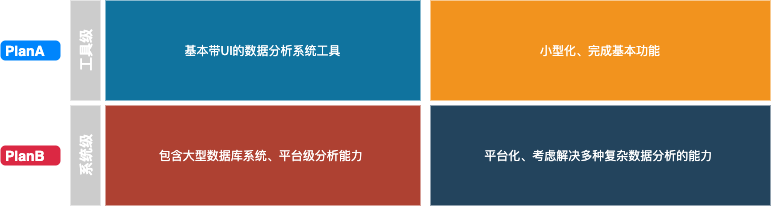 PlanA
工具级
基本带UI的数据分析系统工具
小型化、完成基本功能
PlanB
系统级
包含大型数据库系统、平台级分析能力
平台化、考虑解决多种复杂数据分析的能力